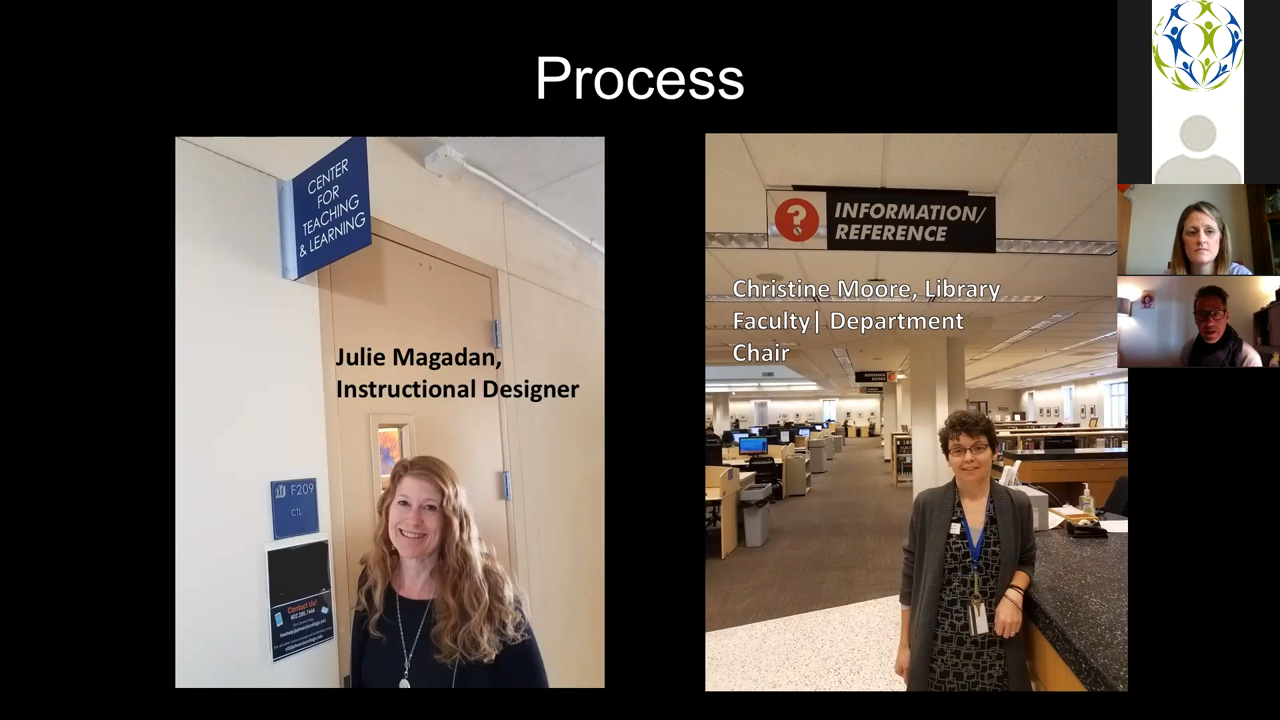 Process
CENTER
FOR
TEACHING
& LEARNING
Julie Magadan,
Instructional Designer
F209
CTL
Contact Us!
INFORMATION/
REFERENCE
Christine Moore, Library
Faculty| Department
Chair
REFERENCE